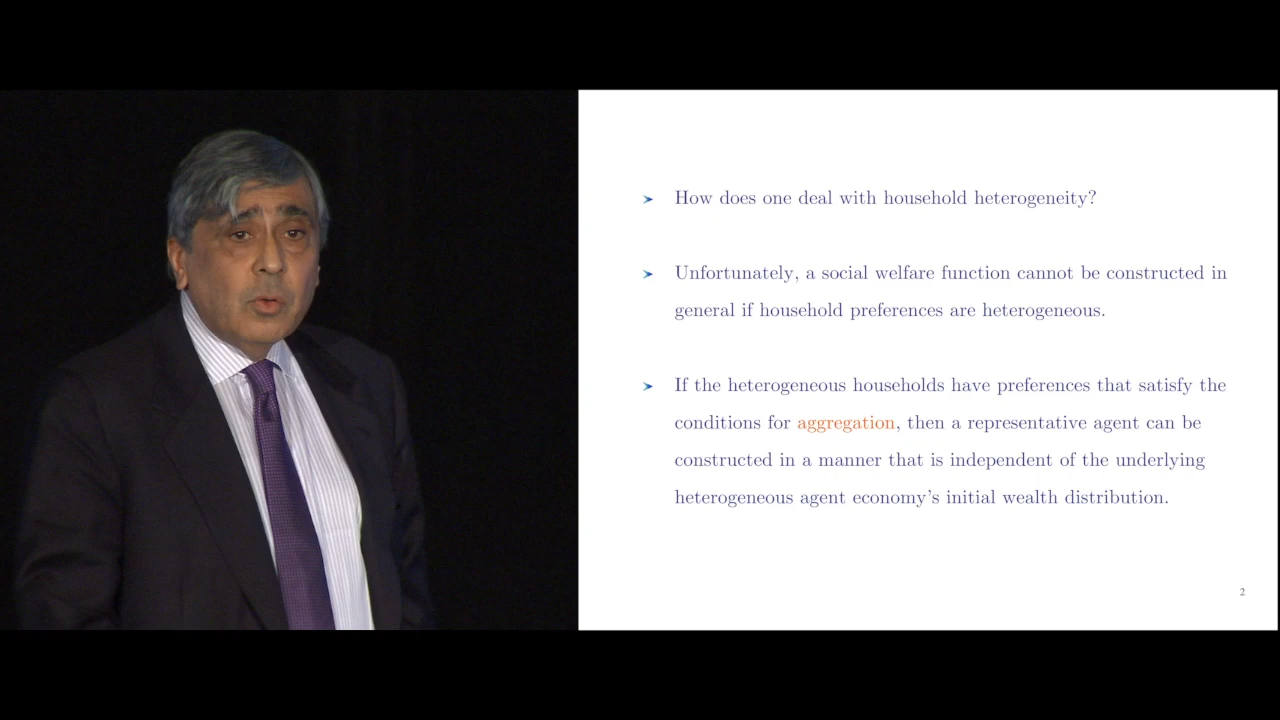 How does one deal with household heterogeneity?
Unfortunately, a social welfare function cannot be constructed in
general if household preferences are heterogeneous.
If the heterogeneous households have preferences that satisfy the
conditions for aggregation, then a representative agent can be
constructed in a manner that is independent of the underlying
heterogeneous agent economy's initial wealth distribution.
2